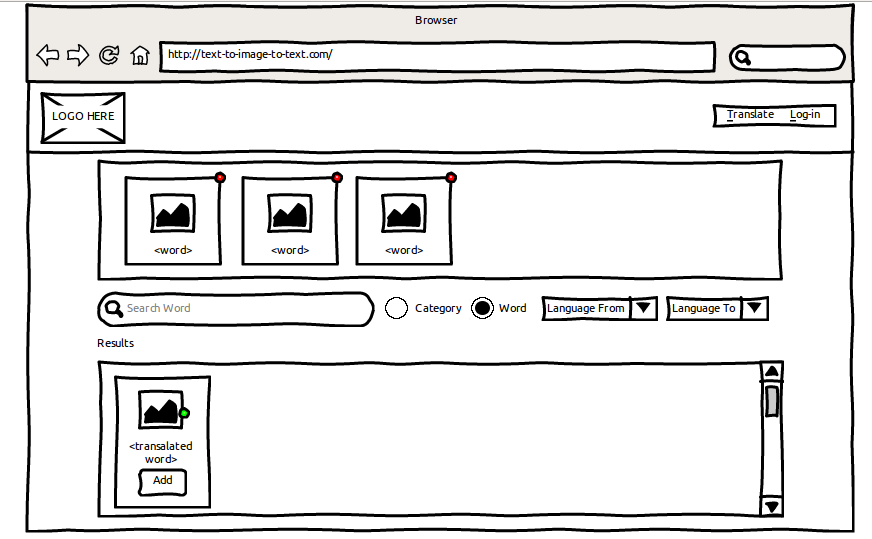 Browser
http://text-to-image-to-text.com/
LOGO HERE
Translate Log-in
<word> <word> <word>
Search Word Category Word Language From Language To
Results
<transalated
word>
Add